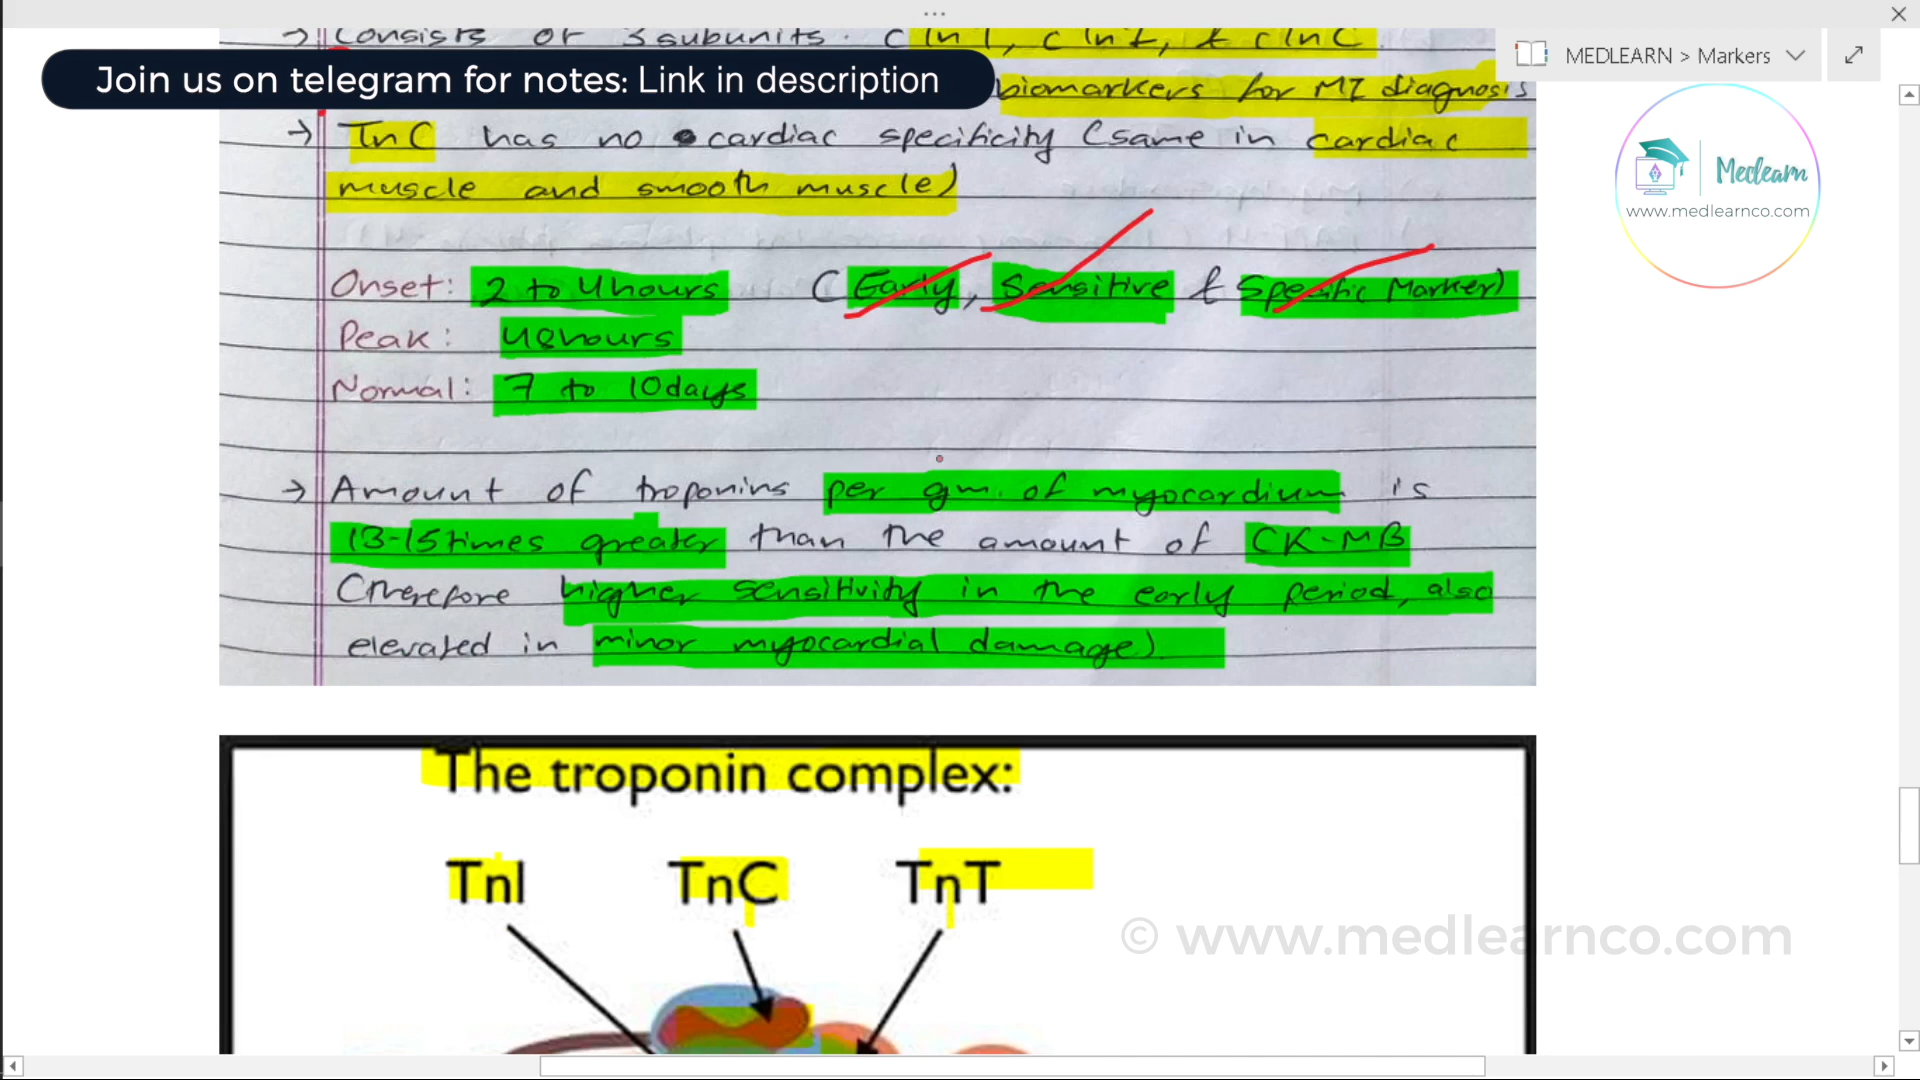 MEDLEARN > Markers
→ Consists of 3 subunits. cTnT, cTnI, & cTnC
Join us on telegram for notes: Link in description
biomarkers for MI diagnosis
→ TnC has no cardiac specificity (same in cardiac
muscle and smooth muscle)
Medlearn
www.medlearnco.com
Onset: 2 to 4hours (Early, Sensitive & Specific Marker)
Peak: 48hours
Normal: 7 to 10days
→ Amount of troponins per gm. of myocardium is
13-15times greater than the amount of CK-MB
(Therefore higher sensitivity in the early period, also
elevated in minor myocardial damage)
The troponin complex:
TnI TnC TnT
© www.medlearnco.com